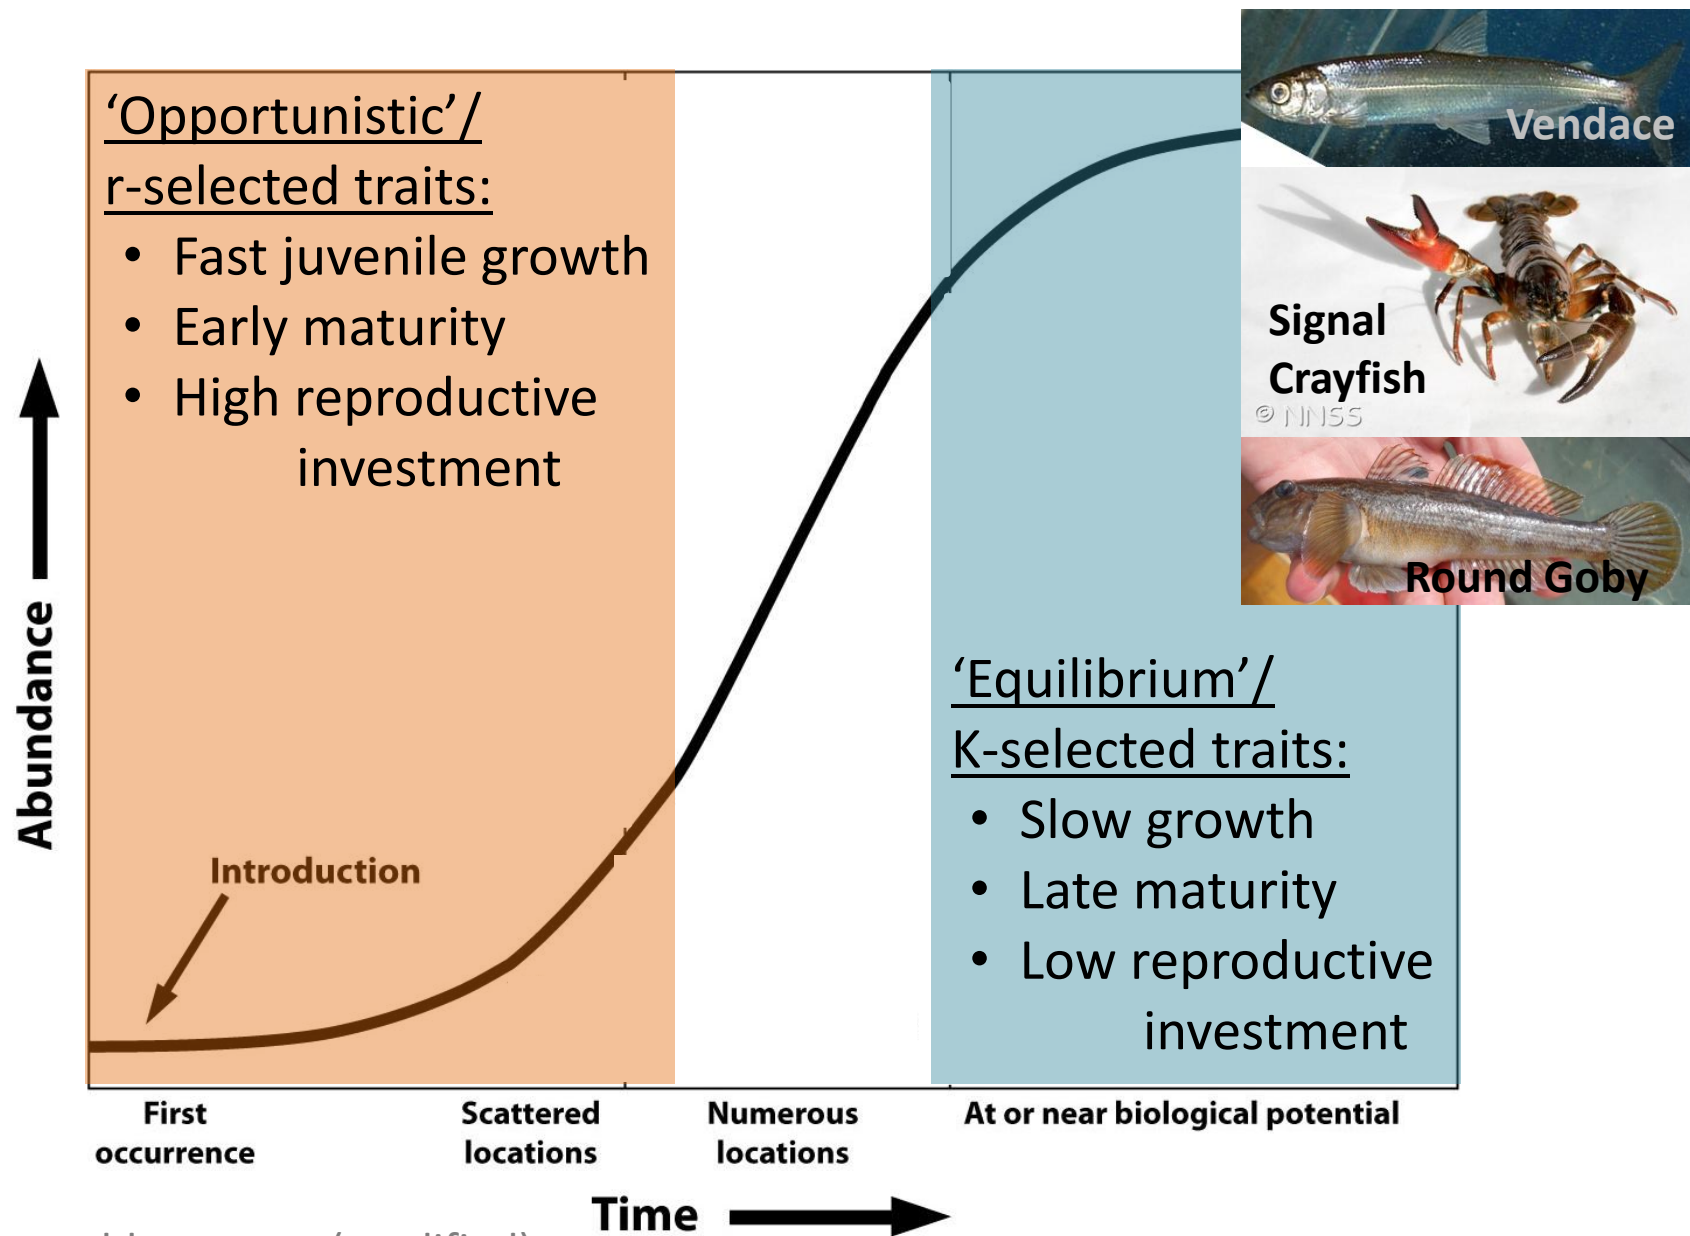 ‘Opportunistic’/
r-selected traits:
• Fast juvenile growth
• Early maturity
• High reproductive
investment
Vendace
Signal
Crayfish
© NNSS
Round Goby
‘Equilibrium’/
K-selected traits:
• Slow growth
• Late maturity
• Low reproductive
investment
Abundance
Introduction
First
occurrence
Scattered
locations
Numerous
locations
At or near biological potential
Time